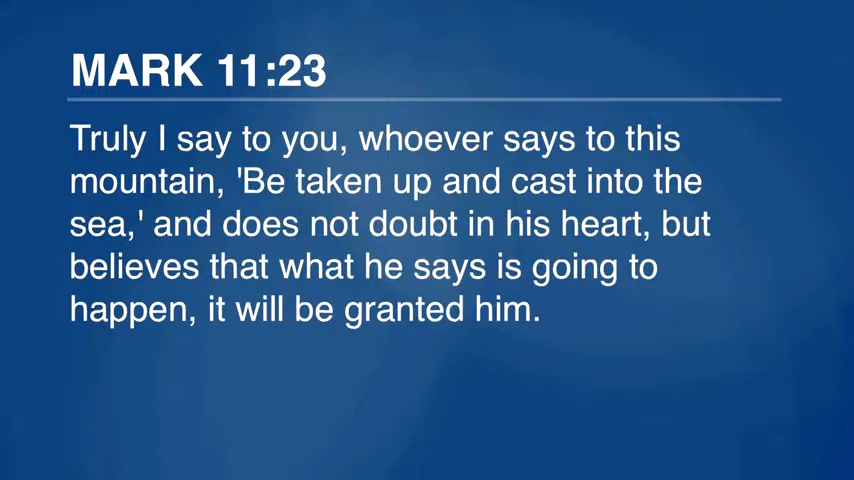 MARK 11:23
Truly I say to you, whoever says to this
mountain, 'Be taken up and cast into the
sea,' and does not doubt in his heart, but
believes that what he says is going to
happen, it will be granted him.